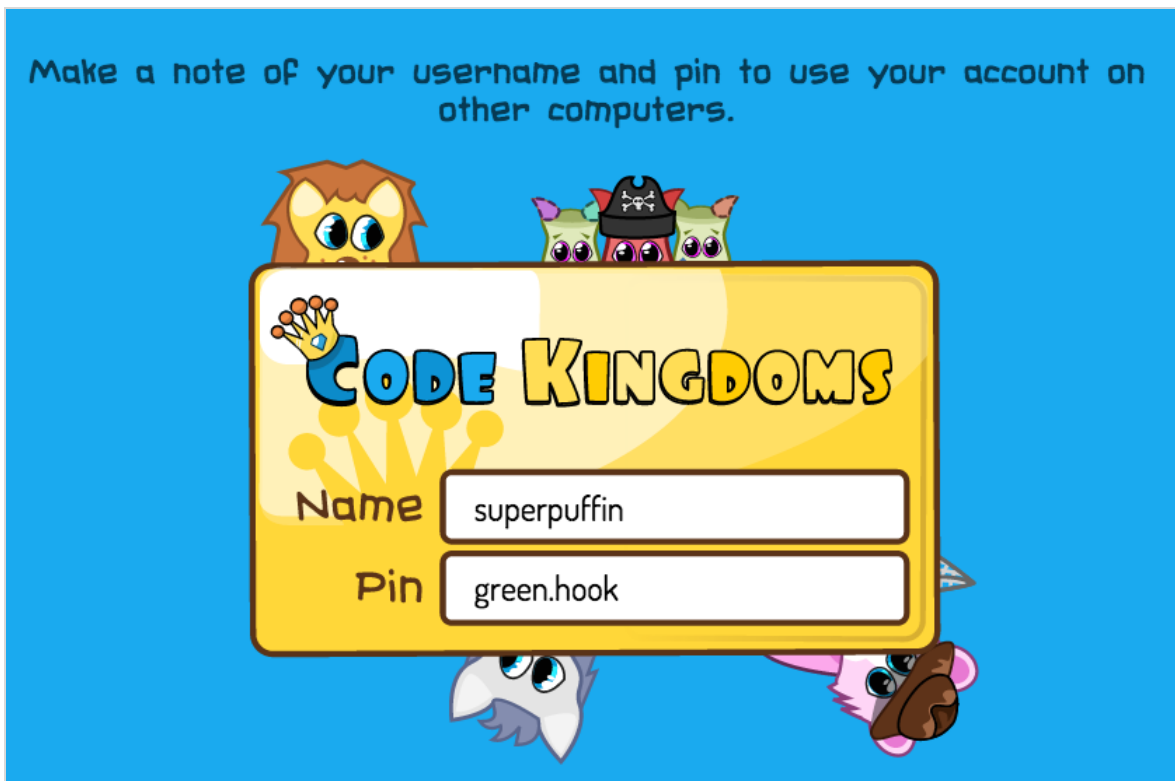 Make a note of your username and pin to use your account on
other computers.
CODE KINGDOMS
Name superpuffin
Pin green.hook